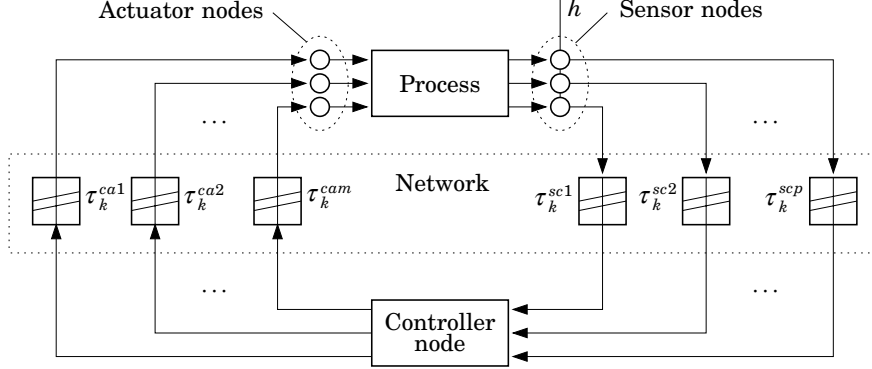 Actuator nodes
h
Sensor nodes
Process
...
...
Network
τ_k^{ca1}
τ_k^{ca2}
τ_k^{cam}
τ_k^{sc1}
τ_k^{sc2}
τ_k^{scp}
...
...
Controller
node